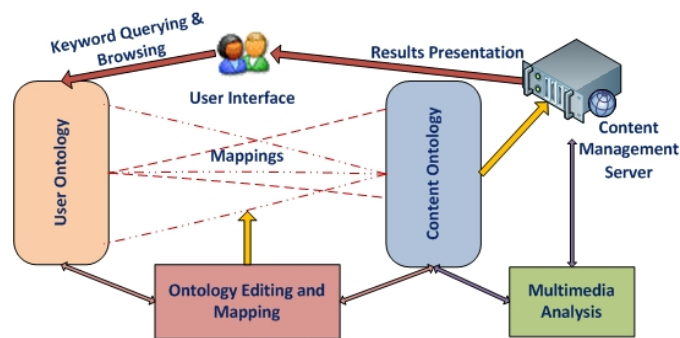 Keyword Querying &
Browsing
Results Presentation
User Interface
User Ontology
Mappings
Content Ontology
Content
Management
Server
Ontology Editing and
Mapping
Multimedia
Analysis